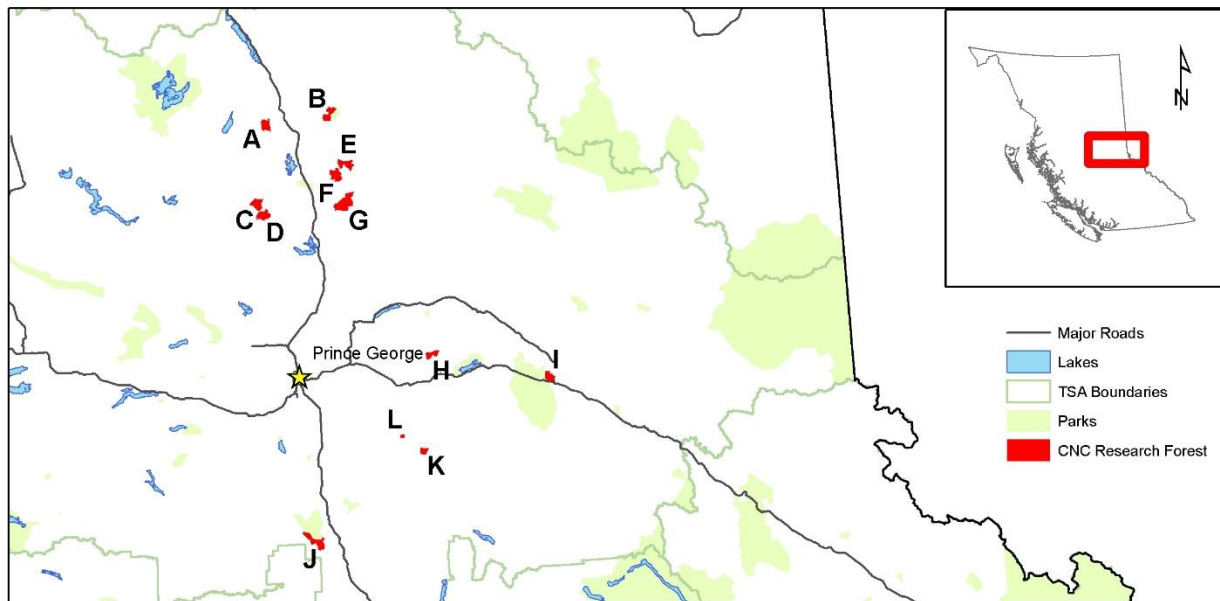 B
A
E
F
C
D
G
N
Prince George
H
I
L
K
J
Major Roads
Lakes
TSA Boundaries
Parks
CNC Research Forest